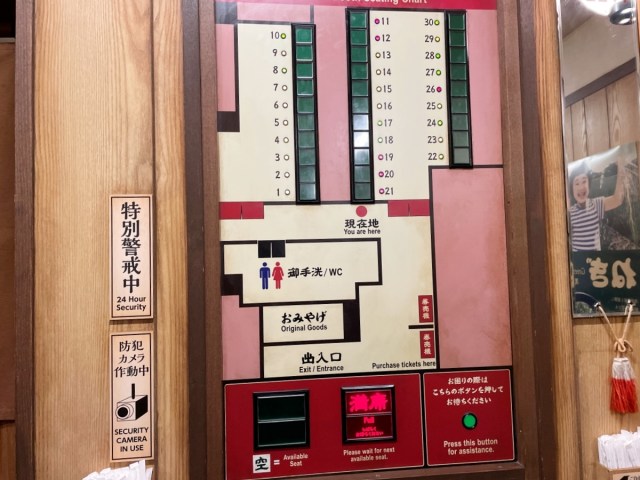 Seating Chart
10
9
8
7
6
5
4
3
2
1
11
12
13
14
15
16
17
18
19
20
21
30
29
28
27
26
25
24
23
22
現在地
You are here
御手洗/WC
おみやげ
Original Goods
出入口
Exit / Entrance
券売機
券売機
Purchase tickets here
空 = Available
Seat
満席
Full
Please wait for next
available seat.
お困りの際は
こちらのボタンを押して
お待ちください
Press this button
for assistance.
特別警戒中
24 Hour
Security
防犯
カメラ
作動中
SECURITY
CAMERA
IN USE